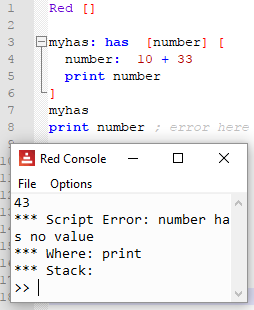 1 Red []
2
3 myhas: has [number] [
4 number: 10 + 33
5 print number
6 ]
7 myhas
8 print number ; error here
Red Console
File Options
43
*** Script Error: number ha
s no value
*** Where: print
*** Stack:
>>